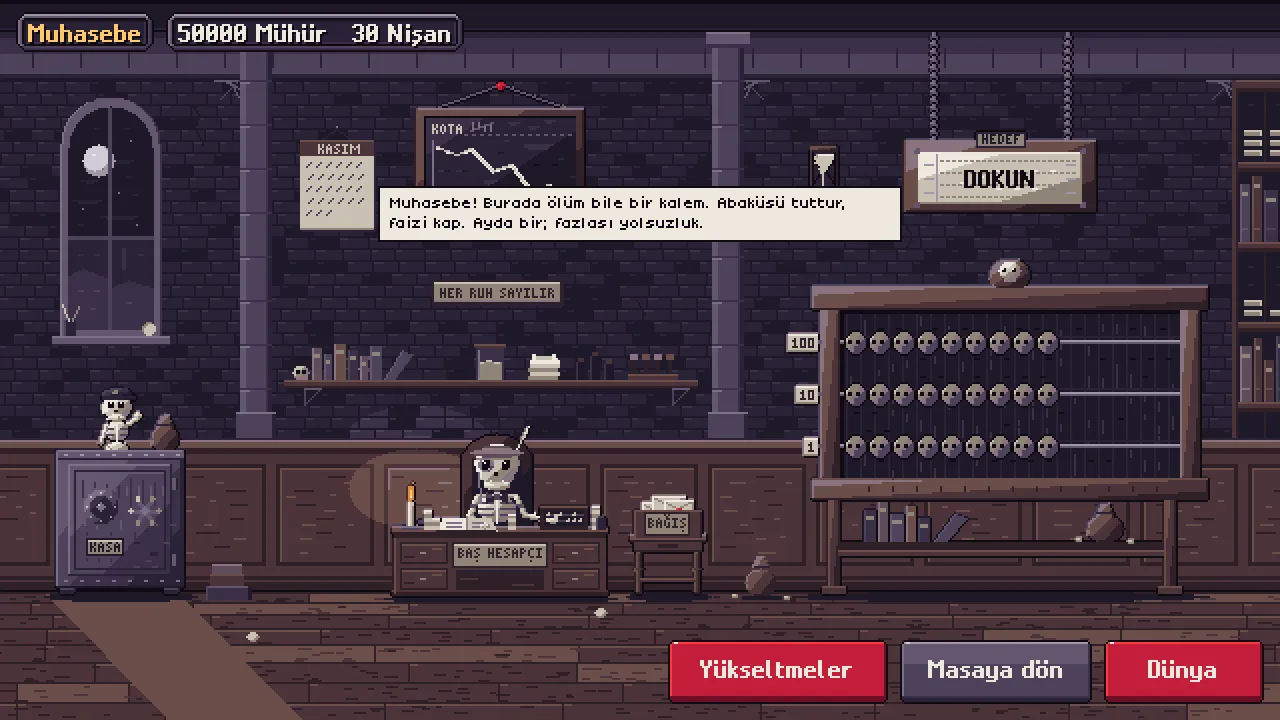 Muhasebe
50000 Mühür 30 Nişan
KASIM
KOTA
HEDEF
DOKUN
Muhasebe! Burada ölüm bile bir kalem. Abaküsü tuttur,
faizi kap. Ayda bir; fazlası yolsuzluk.
HER RUH SAYILIR
100
10
1
KASA
BAŞ HESAPÇI
BAĞIŞ
Yükseltmeler
Masaya dön
Dünya